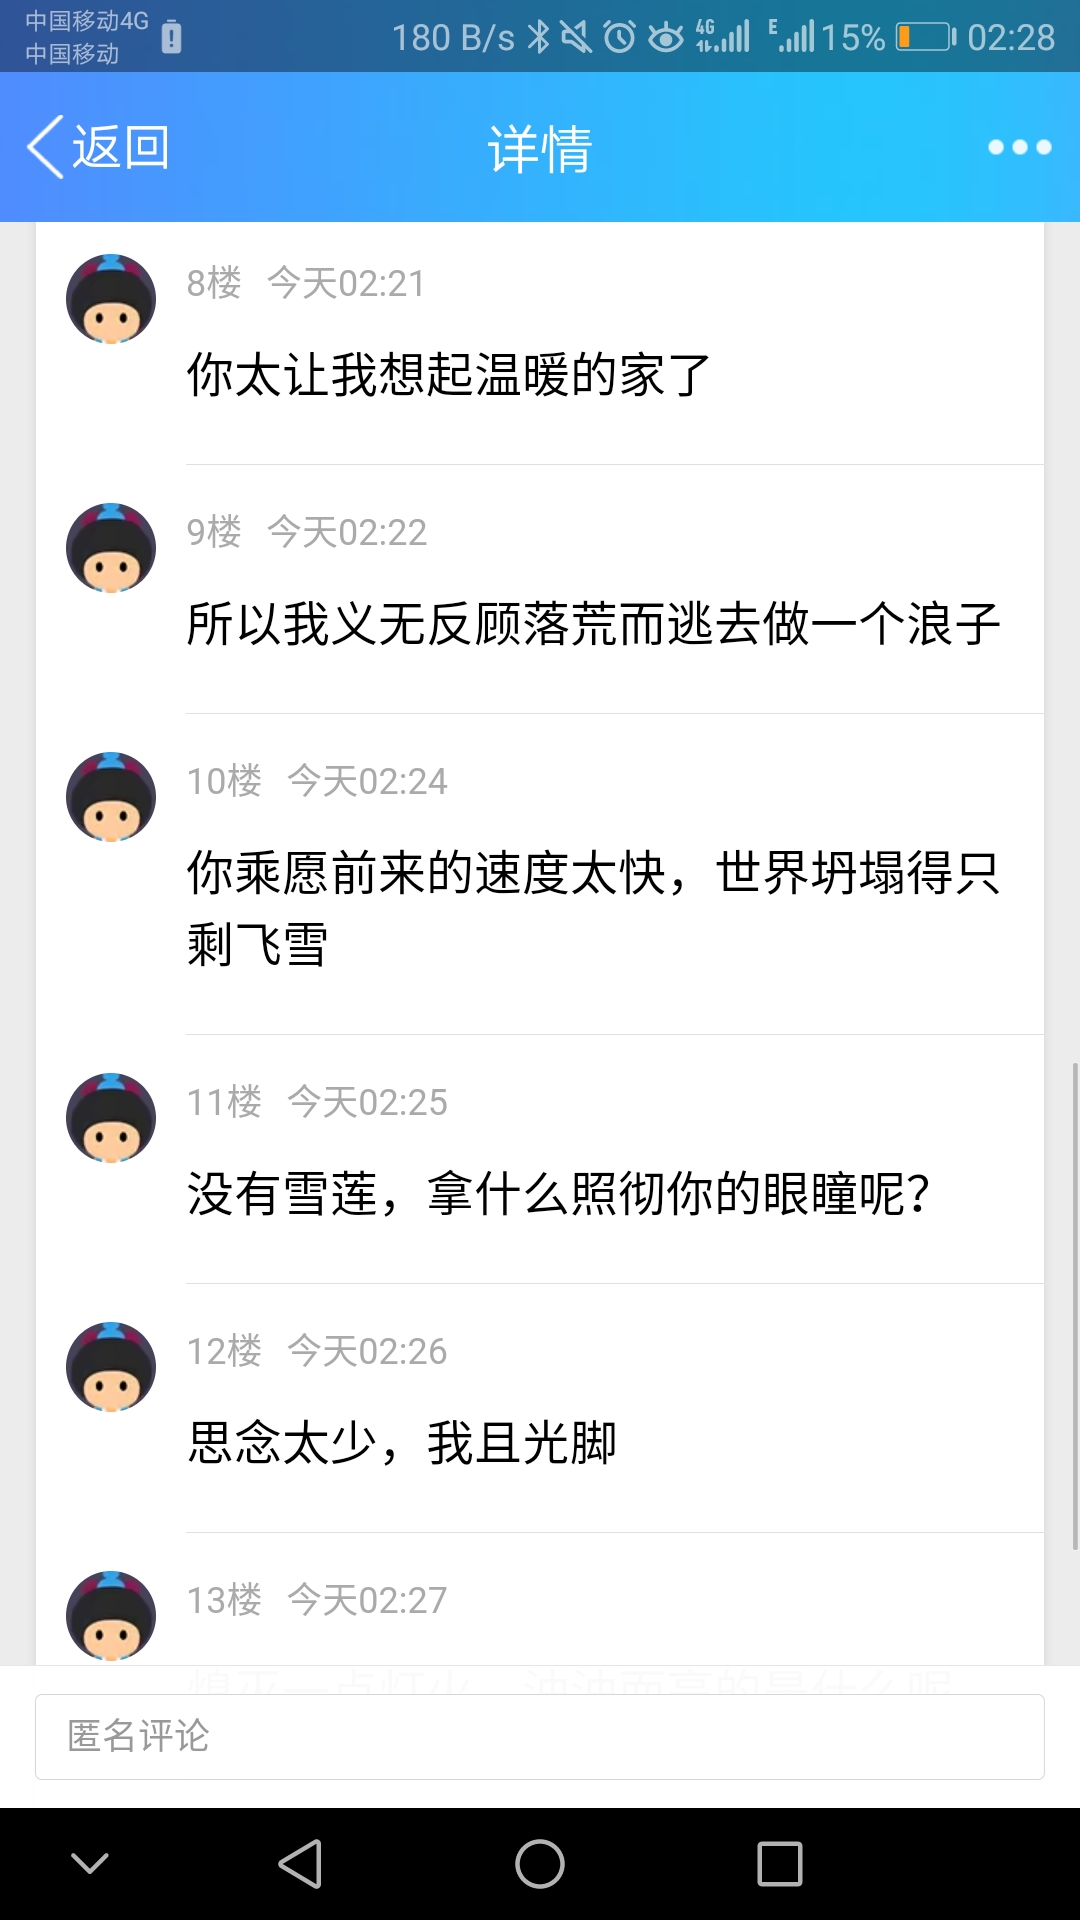 中国移动4G
中国移动
180 B/s 4G E 15% 02:28
返回 详情
8楼 今天02:21
你太让我想起温暖的家了
9楼 今天02:22
所以我义无反顾落荒而逃去做一个浪子
10楼 今天02:24
你乘愿前来的速度太快，世界坍塌得只
剩飞雪
11楼 今天02:25
没有雪莲，拿什么照彻你的眼瞳呢？
12楼 今天02:26
思念太少，我且光脚
13楼 今天02:27
匿名评论